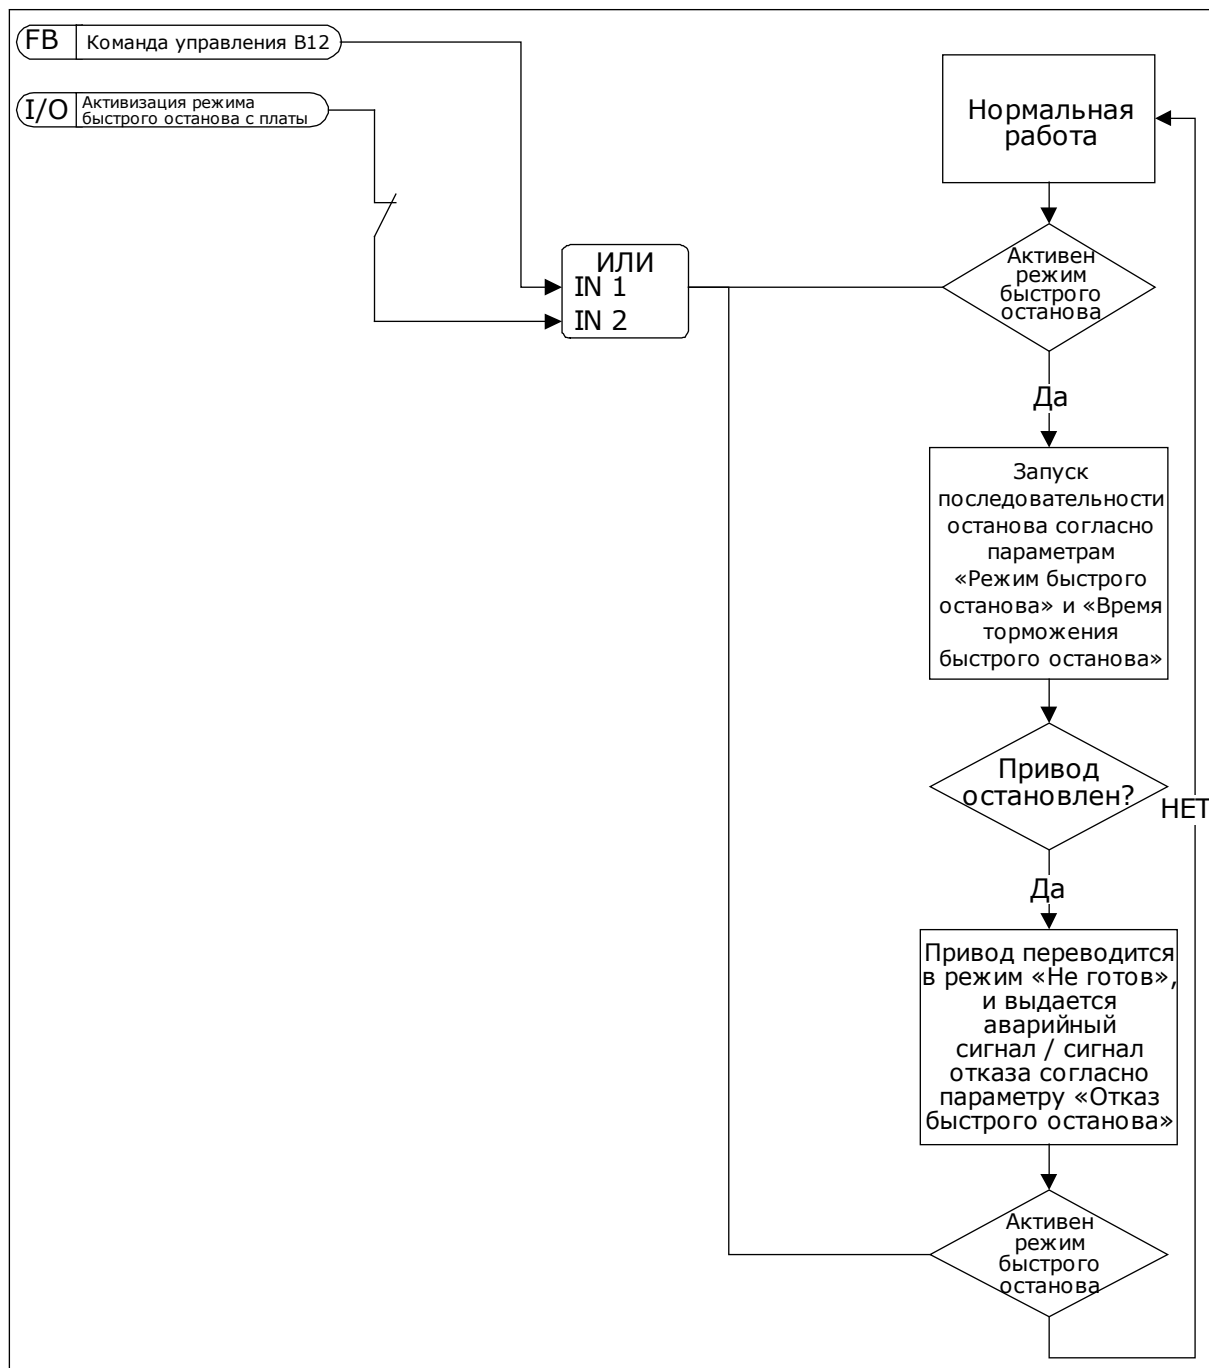 FB
Команда управления B12
I/O
Активизация режима
быстрого останова с платы
ИЛИ
IN 1
IN 2
Нормальная
работа
Активен
режим
быстрого
останова
Да
Запуск
последовательности
останова согласно
параметрам
«Режим быстрого
останова» и «Время
торможения
быстрого останова»
Привод
остановлен?
НЕТ
Да
Привод переводится
в режим «Не готов»,
и выдается
аварийный
сигнал / сигнал
отказа согласно
параметру «Отказ
быстрого останова»
Активен
режим
быстрого
останова